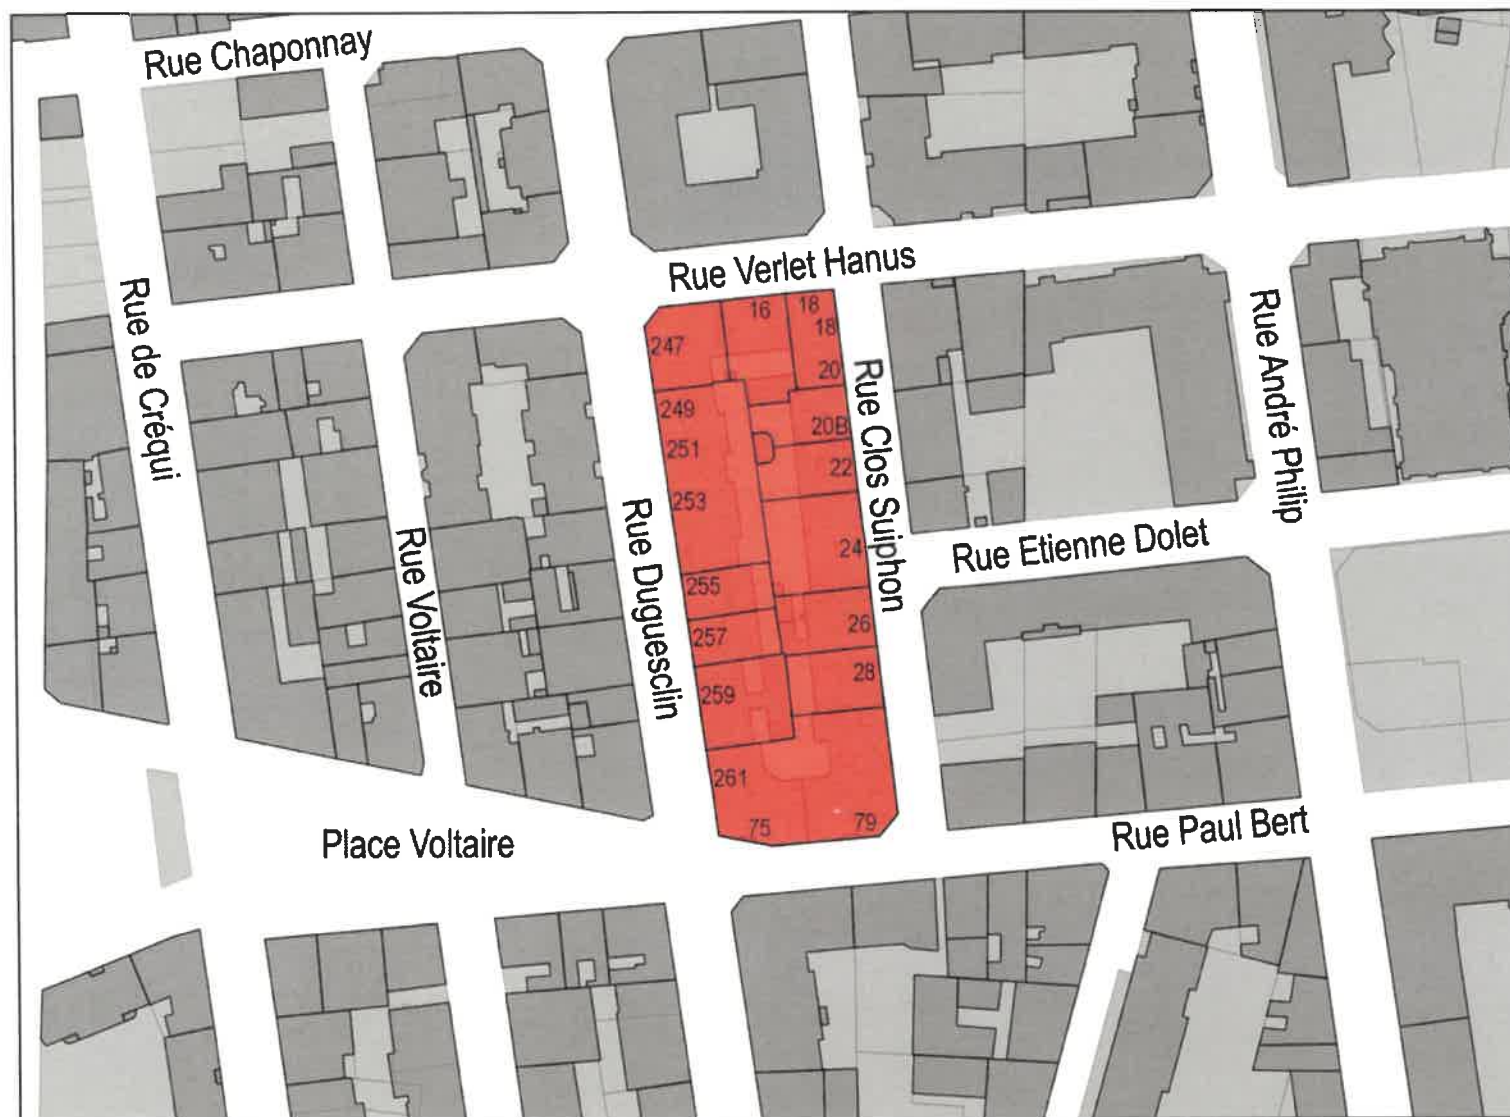 Rue Chaponnay
Rue Verlet Hanus
Rue de Créqui
Rue André Philip
16
18
18
247
20
Rue Clos Suiphon
249
20B
251
22
253
Rue Duguesclin
Rue Voltaire
24
Rue Etienne Dolet
255
26
257
28
259
261
75
79
Place Voltaire
Rue Paul Bert